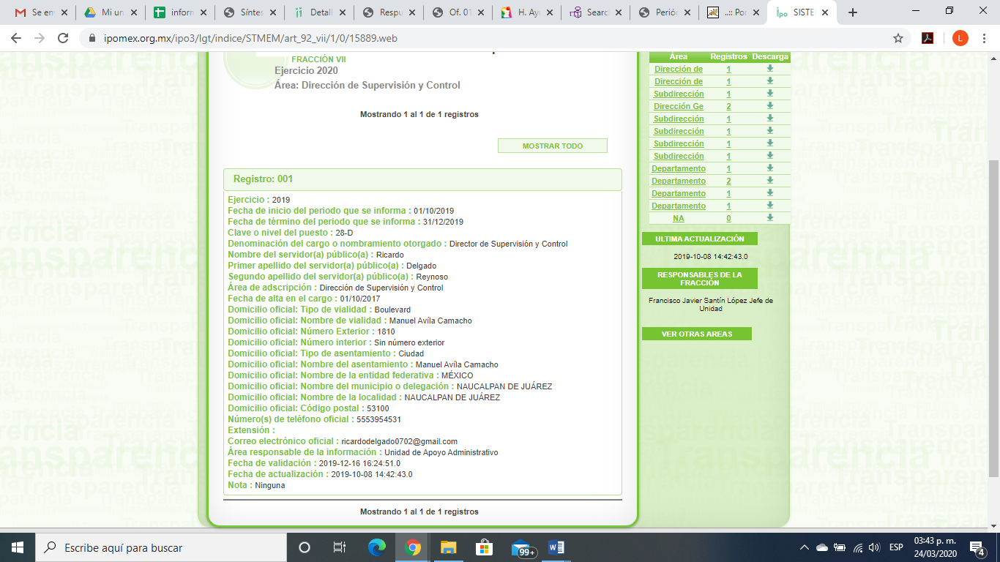 Se en
Mi un
inform
Síntes
Detall
Respu
Of. 01
H. Ay
Searc
Perióc
..:: Por
SISTE
ipomex.org.mx/ipo3/lgt/indice/STMEM/art_92_vii/1/0/15889.web
L
FRACCIÓN VII
Ejercicio 2020
Área: Dirección de Supervisión y Control
Mostrando 1 al 1 de 1 registros
MOSTRAR TODO
Registro: 001
Ejercicio : 2019
Fecha de inicio del periodo que se informa : 01/10/2019
Fecha de término del periodo que se informa : 31/12/2019
Clave o nivel del puesto : 28-D
Denominación del cargo o nombramiento otorgado : Director de Supervisión y Control
Nombre del servidor(a) público(a) : Ricardo
Primer apellido del servidor(a) público(a) : Delgado
Segundo apellido del servidor(a) público(a) : Reynoso
Área de adscripción : Dirección de Supervisión y Control
Fecha de alta en el cargo : 01/10/2017
Domicilio oficial: Tipo de vialidad : Boulevard
Domicilio oficial: Nombre de vialidad : Manuel Avíla Camacho
Domicilio oficial: Número Exterior : 1810
Domicilio oficial: Número interior : Sin número exterior
Domicilio oficial: Tipo de asentamiento : Ciudad
Domicilio oficial: Nombre del asentamiento : Manuel Avíla Camacho
Domicilio oficial: Nombre de la entidad federativa : MÉXICO
Domicilio oficial: Nombre del municipio o delegación : NAUCALPAN DE JUÁREZ
Domicilio oficial: Nombre de la localidad : NAUCALPAN DE JUÁREZ
Domicilio oficial: Código postal : 53100
Número(s) de teléfono oficial : 5553954531
Extensión :
Correo electrónico oficial : ricardodelgado0702@gmail.com
Área responsable de la información : Unidad de Apoyo Administrativo
Fecha de validación : 2019-12-16 16:24:51.0
Fecha de actualización : 2019-10-08 14:42:43.0
Nota : Ninguna
Mostrando 1 al 1 de 1 registros
Área Registros Descarga
Dirección de 1
Dirección de 1
Subdirección 1
Dirección Ge 2
Subdirección 1
Subdirección 1
Subdirección 1
Subdirección 1
Departamento 1
Departamento 2
Departamento 1
Departamento 1
NA 0
ULTIMA ACTUALIZACIÓN
2019-10-08 14:42:43.0
RESPONSABLES DE LA
FRACCIÓN
Francisco Javier Santín López Jefe de
Unidad
VER OTRAS AREAS
Escribe aquí para buscar
99+
ESP
03:43 p. m.
24/03/2020
4